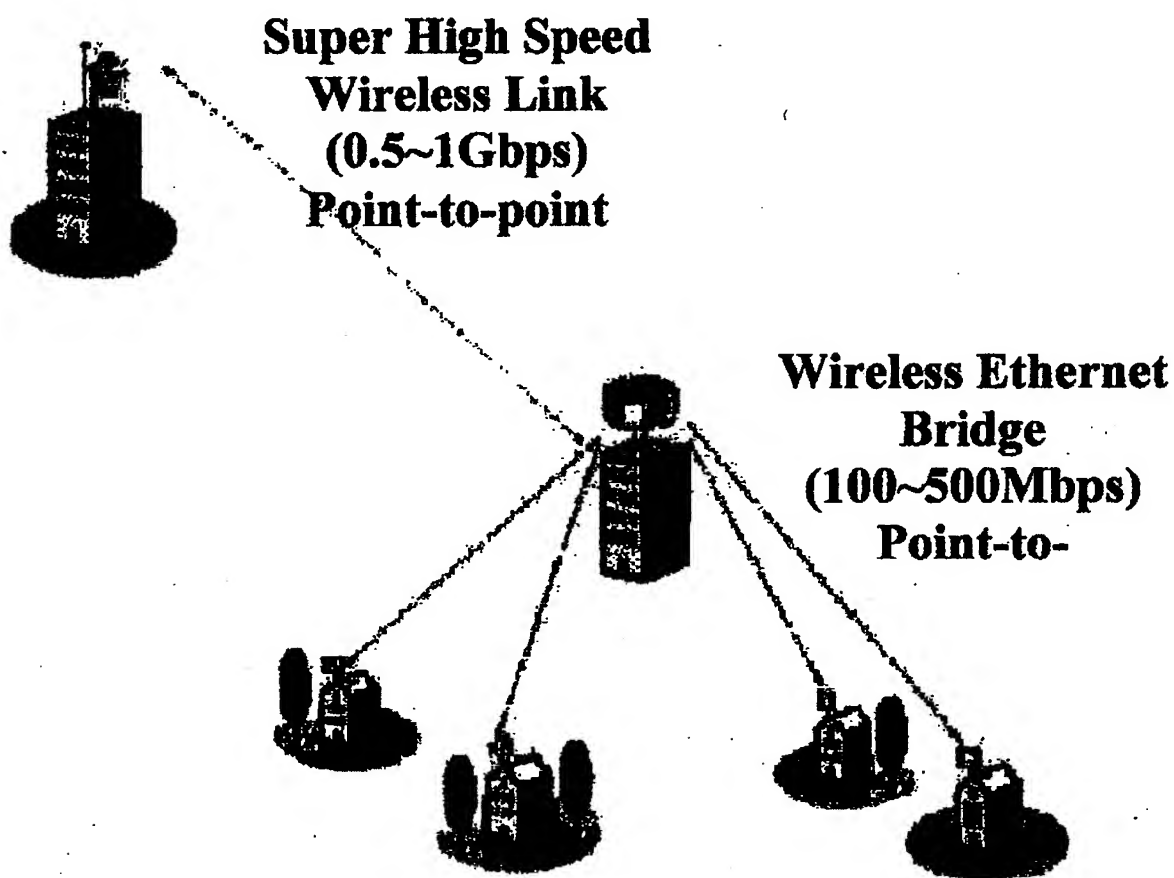 Super High Speed
Wireless Link
(0.5~1Gbps)
Point-to-point
Wireless Ethernet
Bridge
(100~500Mbps)
Point-to-